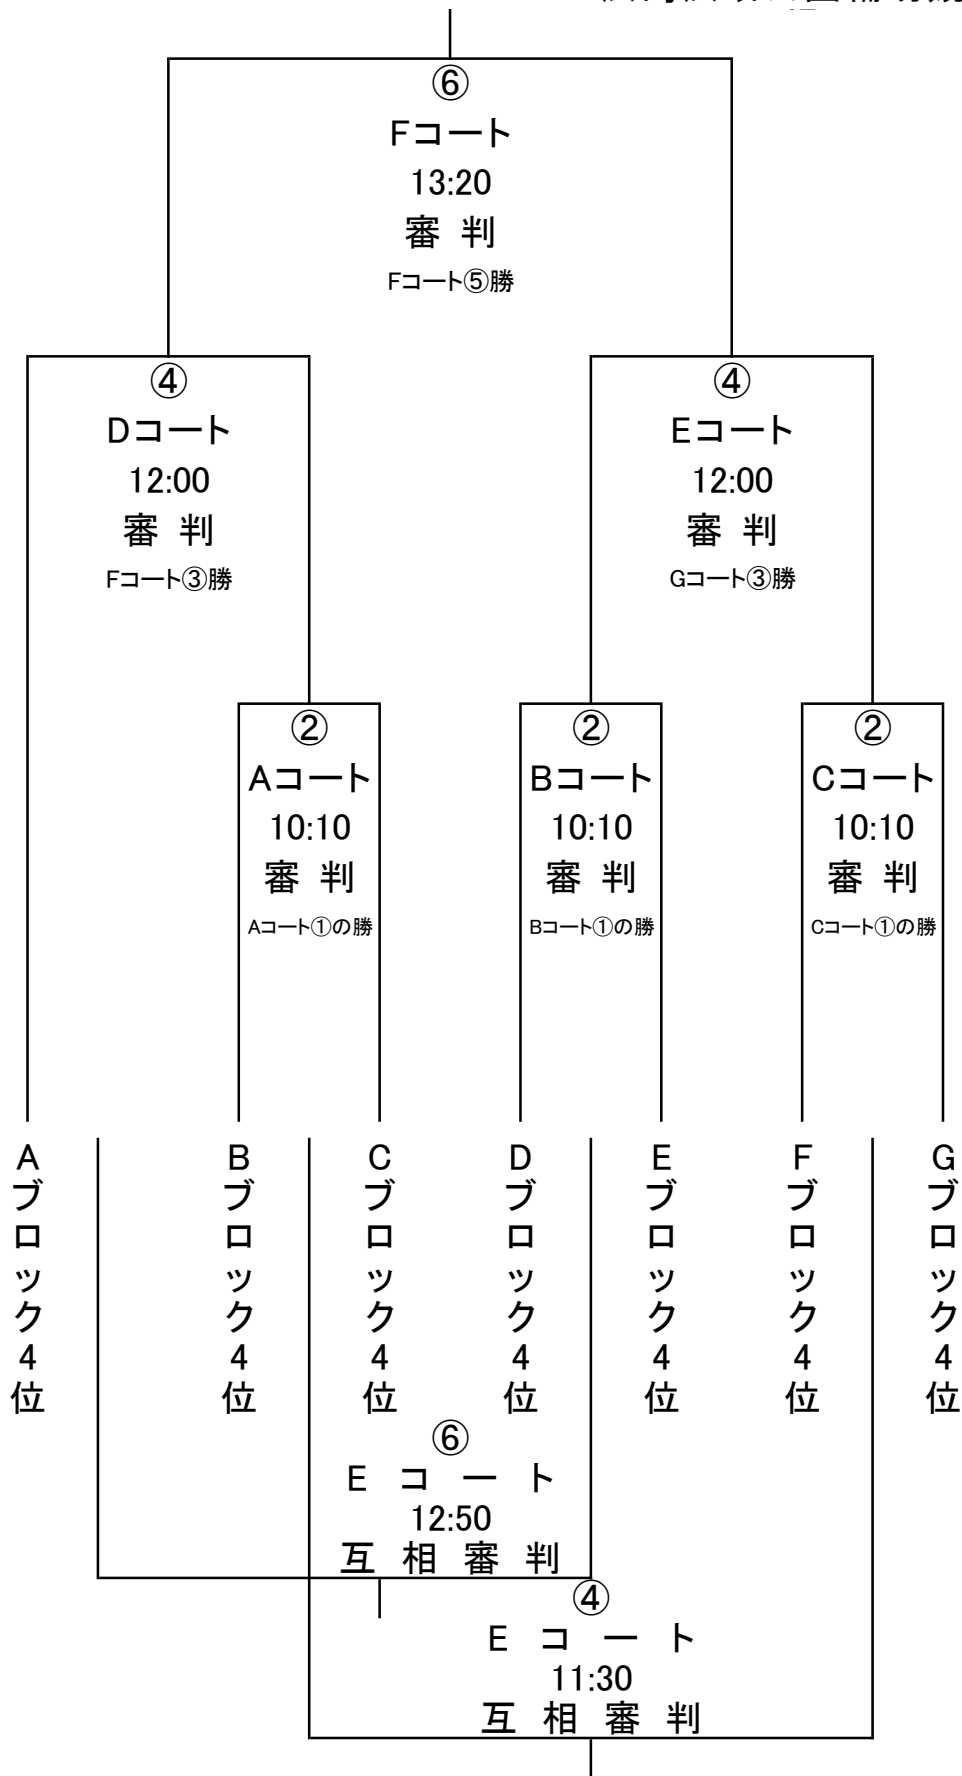 ⑥
Fコート
13:20
審 判
Fコート⑤勝
④
Dコート
12:00
審 判
Fコート③勝
④
Eコート
12:00
審 判
Gコート③勝
②
Aコート
10:10
審 判
Aコート①の勝
②
Bコート
10:10
審 判
Bコート①の勝
②
Cコート
10:10
審 判
Cコート①の勝
Aブロック4位
Bブロック4位
Cブロック4位
Dブロック4位
Eブロック4位
Fブロック4位
Gブロック4位
⑥
E コ ー ト
12:50
互 相 審 判
④
E コ ー ト
11:30
互 相 審 判